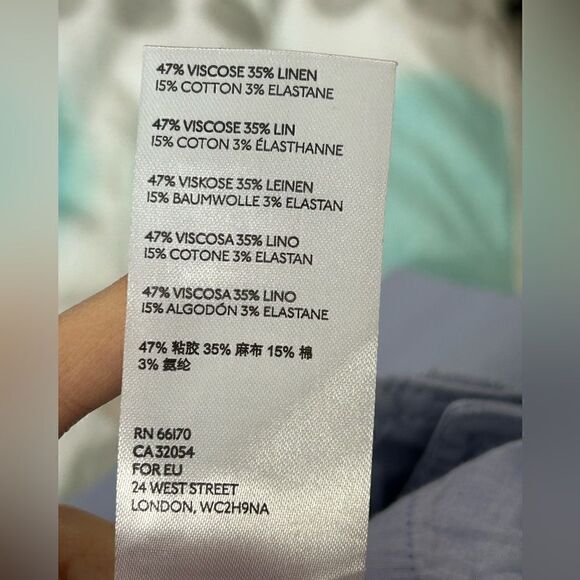 47% VISCOSE 35% LINEN
15% COTTON 3% ELASTANE
47% VISCOSE 35% LIN
15% COTON 3% ÉLASTHANNE
47% VISKOSE 35% LEINEN
15% BAUMWOLLE 3% ELASTAN
47% VISCOSA 35% LINO
15% COTONE 3% ELASTAN
47% VISCOSA 35% LINO
15% ALGODÓN 3% ELASTANE
47% 粘胶 35% 麻布 15% 棉
3% 氨纶
RN 66170
CA 32054
FOR EU
24 WEST STREET
LONDON, WC2H9NA